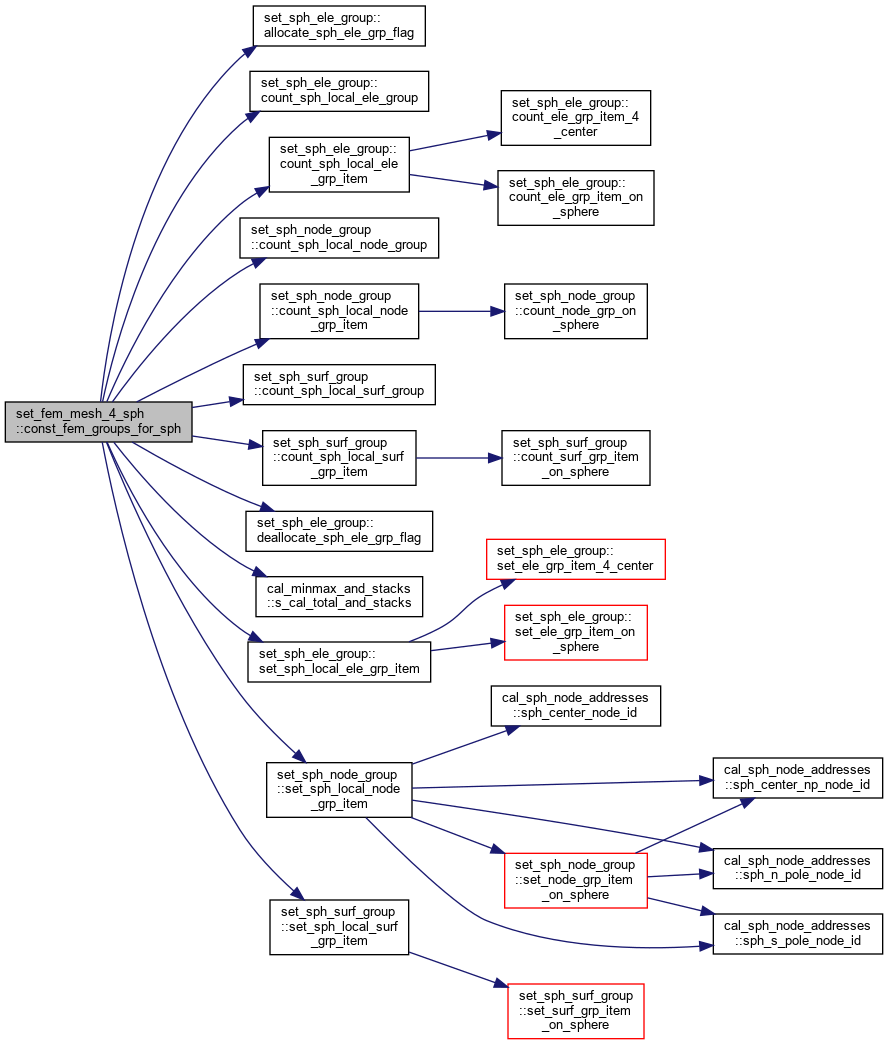 set_fem_mesh_4_sph
::const_fem_groups_for_sph
set_sph_ele_group::
allocate_sph_ele_grp_flag
set_sph_ele_group::
count_sph_local_ele_group
set_sph_ele_group::
count_sph_local_ele
_grp_item
set_sph_ele_group::
count_ele_grp_item_4
_center
set_sph_ele_group::
count_ele_grp_item_on
_sphere
set_sph_node_group
::count_sph_local_node_group
set_sph_node_group
::count_sph_local_node
_grp_item
set_sph_node_group
::count_node_grp_on
_sphere
set_sph_surf_group
::count_sph_local_surf_group
set_sph_surf_group
::count_sph_local_surf
_grp_item
set_sph_surf_group
::count_surf_grp_item
_on_sphere
set_sph_ele_group::
deallocate_sph_ele_grp_flag
cal_minmax_and_stacks
::s_cal_total_and_stacks
set_sph_ele_group::
set_sph_local_ele_grp_item
set_sph_ele_group::
set_ele_grp_item_4_center
set_sph_ele_group::
set_ele_grp_item_on
_sphere
set_sph_node_group
::set_sph_local_node
_grp_item
cal_sph_node_addresses
::sph_center_node_id
cal_sph_node_addresses
::sph_center_np_node_id
cal_sph_node_addresses
::sph_n_pole_node_id
set_sph_node_group
::set_node_grp_item
_on_sphere
cal_sph_node_addresses
::sph_s_pole_node_id
set_sph_surf_group
::set_sph_local_surf
_grp_item
set_sph_surf_group
::set_surf_grp_item
_on_sphere